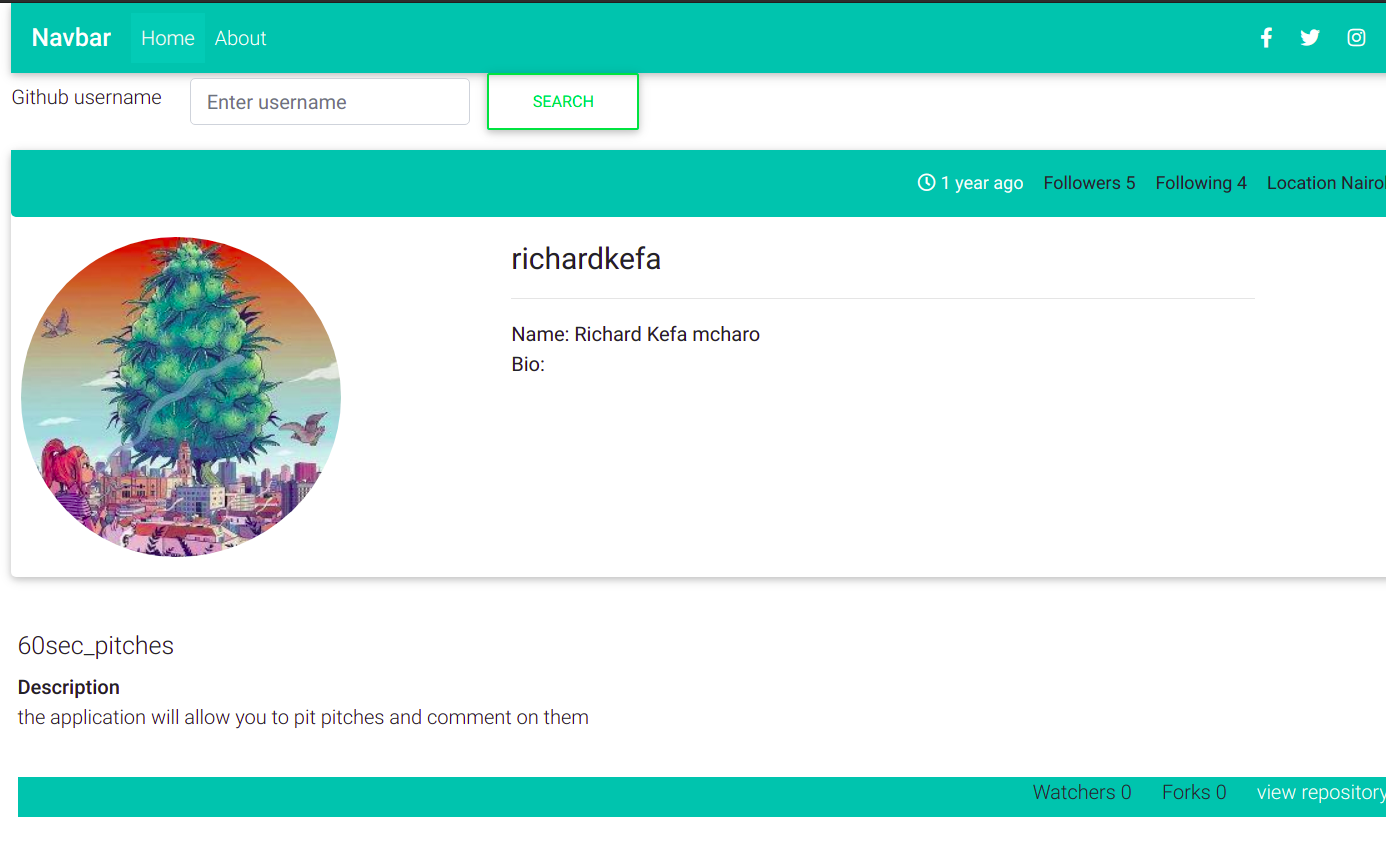 Navbar Home About
Github username Enter username SEARCH
1 year ago Followers 5 Following 4 Location
richardkefa
Name: Richard Kefa mcharo
Bio:
60sec_pitches
Description
the application will allow you to pit pitches and comment on them
Watchers 0 Forks 0 view repository